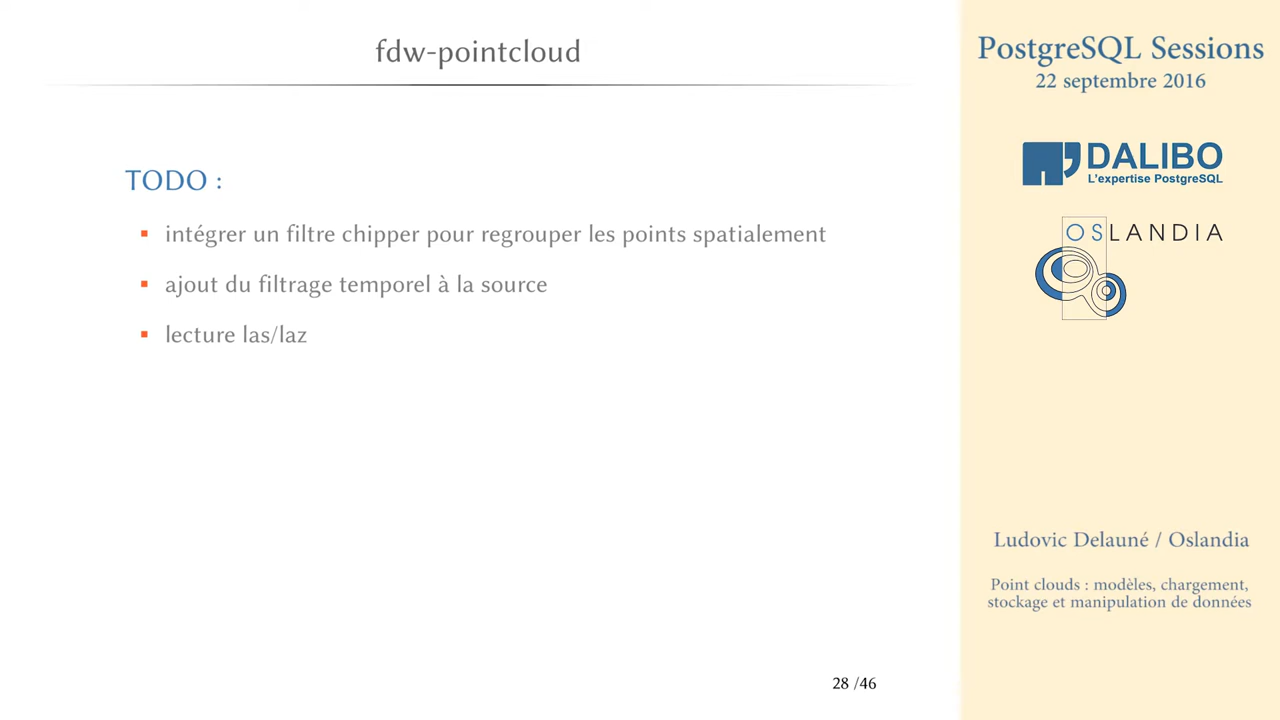 fdw-pointcloud
TODO :
intégrer un filtre chipper pour regrouper les points spatialement
ajout du filtrage temporel à la source
lecture las/laz
28 /46
PostgreSQL Sessions
22 septembre 2016
DALIBO
L'expertise PostgreSQL
OSLANDIA
Ludovic Delauné / Oslandia
Point clouds : modèles, chargement,
stockage et manipulation de données